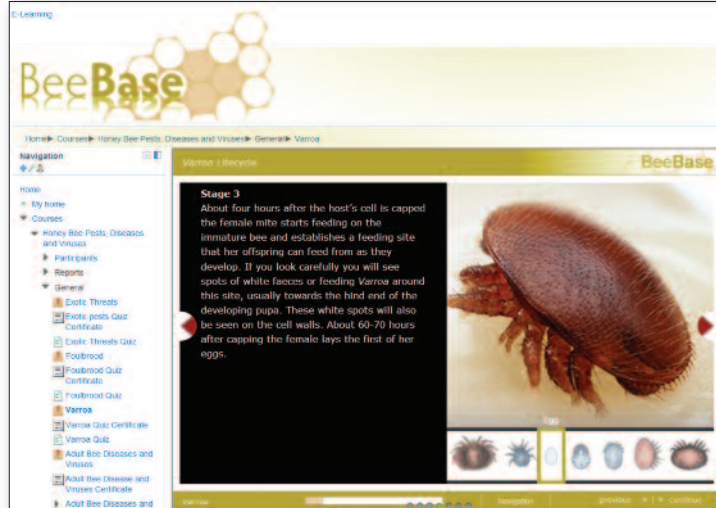 E-Learning
BeeBase
Home▶ Courses▶ Honey Bee Pests, Diseases and Viruses▶ General▶ Varroa
Navigation
Home
My home
Courses
Honey Bee Pests, Diseases
and Viruses
Participants
Reports
General
Exotic Threats
Exotic pests Quiz
Certificate
Exotic Threats Quiz
Foulbrood
Foulbrood Quiz
Certificate
Foulbrood Quiz
Varroa
Varroa Quiz Certificate
Varroa Quiz
Adult Bee Diseases and
Viruses
Adult Bee Disease and
Viruses Certificate
Adult Bee Diseases and
Varroa Lifecycle
BeeBase
Stage 3
About four hours after the host's cell is capped
the female mite starts feeding on the
immature bee and establishes a feeding site
that her offspring can feed from as they
develop. If you look carefully you will see
spots of white faeces or feeding Varroa around
this site, usually towards the hind end of the
developing pupa. These white spots will also
be seen on the cell walls. About 60-70 hours
after capping the female lays the first of her
eggs.
Egg
Navigation
previous
continue